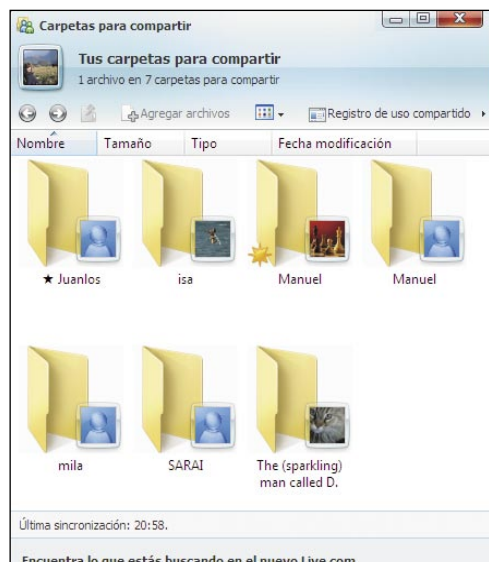 Carpetas para compartir
Tus carpetas para compartir
1 archivo en 7 carpetas para compartir
Agregar archivos Registro de uso compartido
Nombre Tamaño Tipo Fecha modificación
★ Juanlos isa Manuel Manuel
mila SARAI The (sparkling)
man called D.
Última sincronización: 20:58.
Encuentra lo que estás buscando en el nuevo Live.com